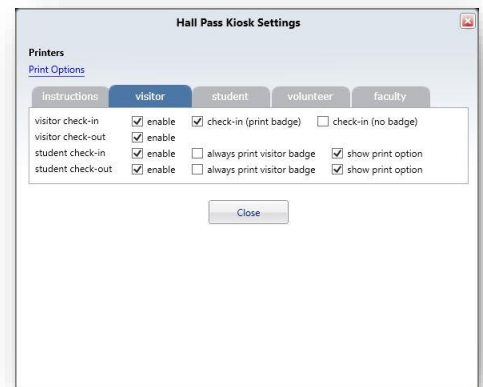 Hall Pass Kiosk Settings
Printers
Print Options
instructions visitor student volunteer faculty
visitor check-in enable check-in (print badge) check-in (no badge)
visitor check-out enable
student check-in enable always print visitor badge show print option
student check-out enable always print visitor badge show print option
Close